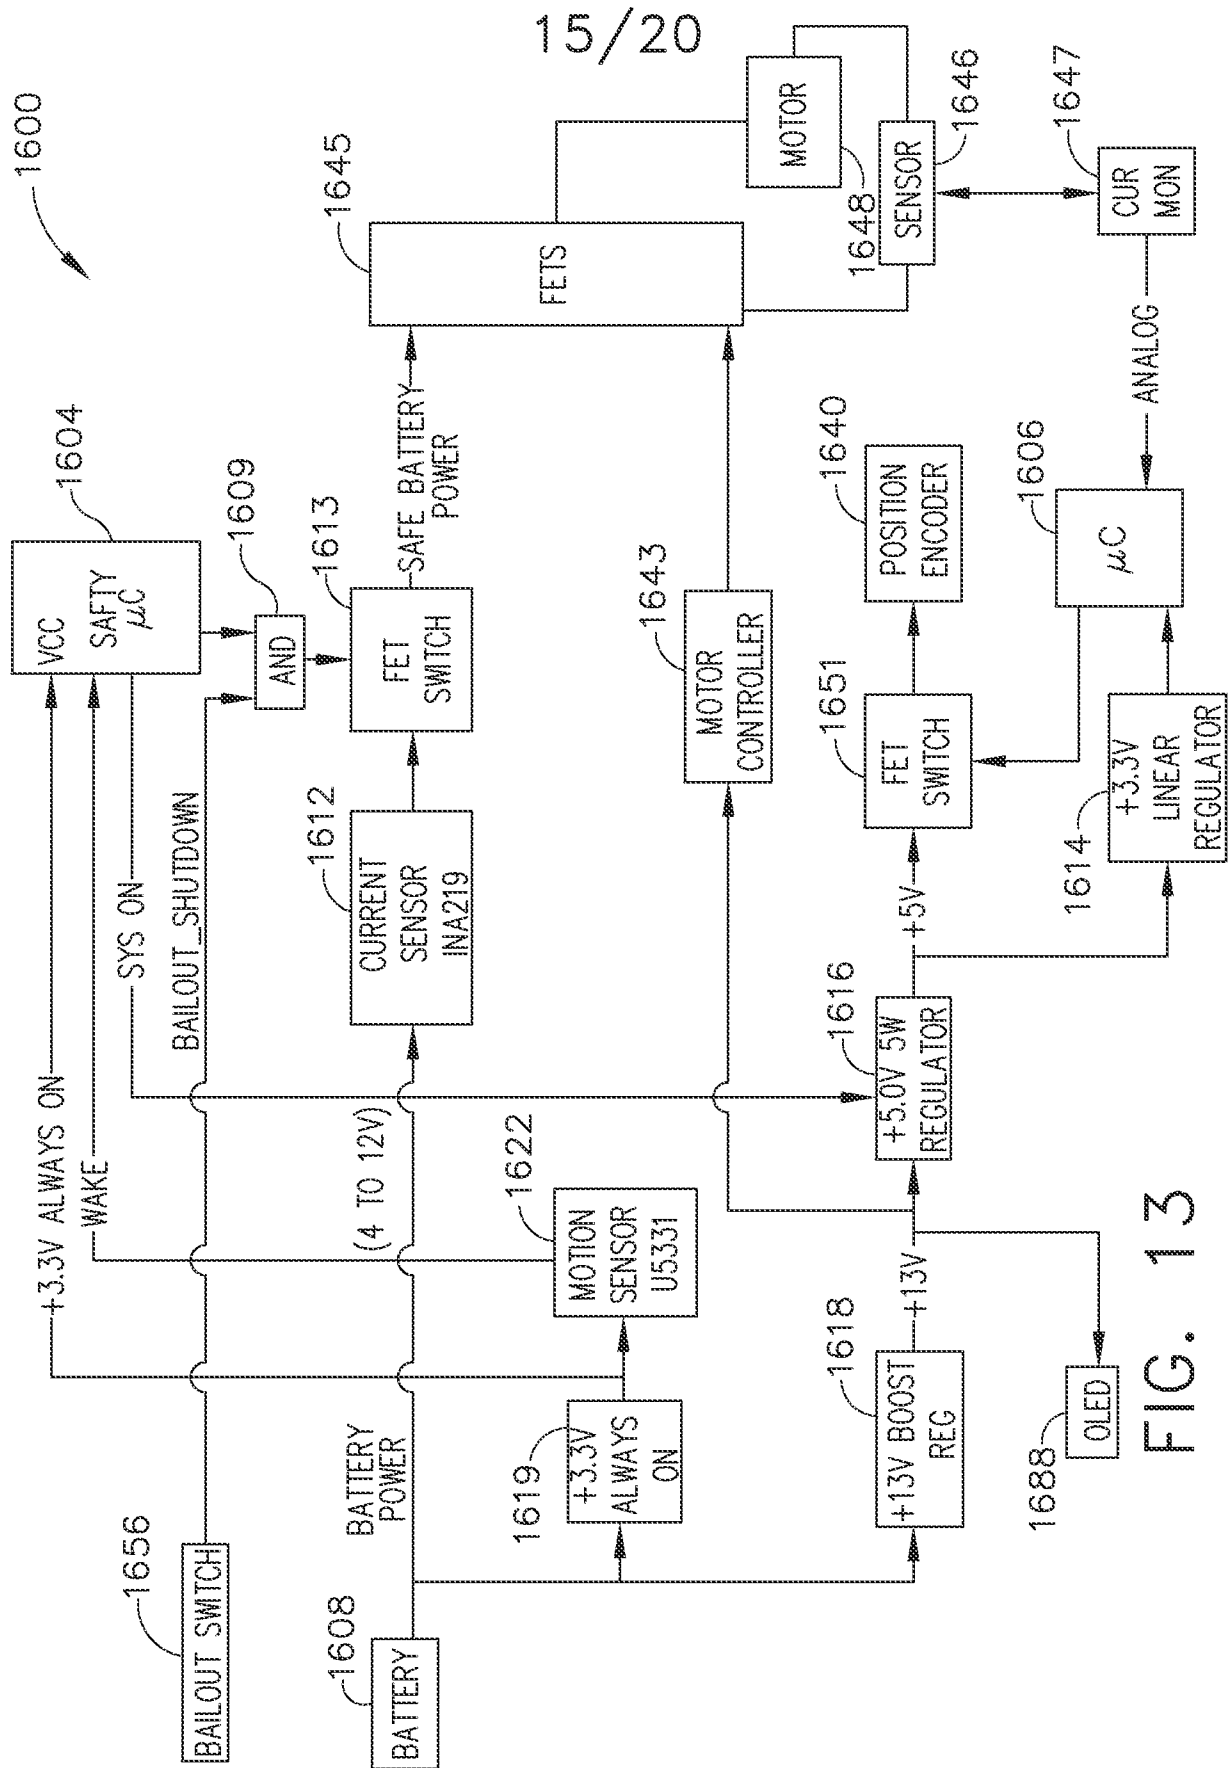 15/20
1600
1656
BAILOUT SWITCH
+3.3V ALWAYS ON
WAKE
SYS ON
BAILOUT_SHUTDOWN
VCC
SAFTY
μC
1604
AND
1609
1608
BATTERY
BATTERY
POWER
(4 TO 12V)
1612
CURRENT
SENSOR
INA219
1613
FET
SWITCH
SAFE BATTERY
POWER
1645
FETS
MOTOR
1648
1619
+3.3V
ALWAYS
ON
1622
MOTION
SENSOR
U5331
1643
MOTOR
CONTROLLER
SENSOR
1646
1618
+13V BOOST
REG
+13V
1616
+5.0V 5W
REGULATOR
+5V
1651
FET
SWITCH
1640
POSITION
ENCODER
1688
OLED
1614
+3.3V
LINEAR
REGULATOR
1606
μC
ANALOG
CUR
MON
1647
FIG. 13